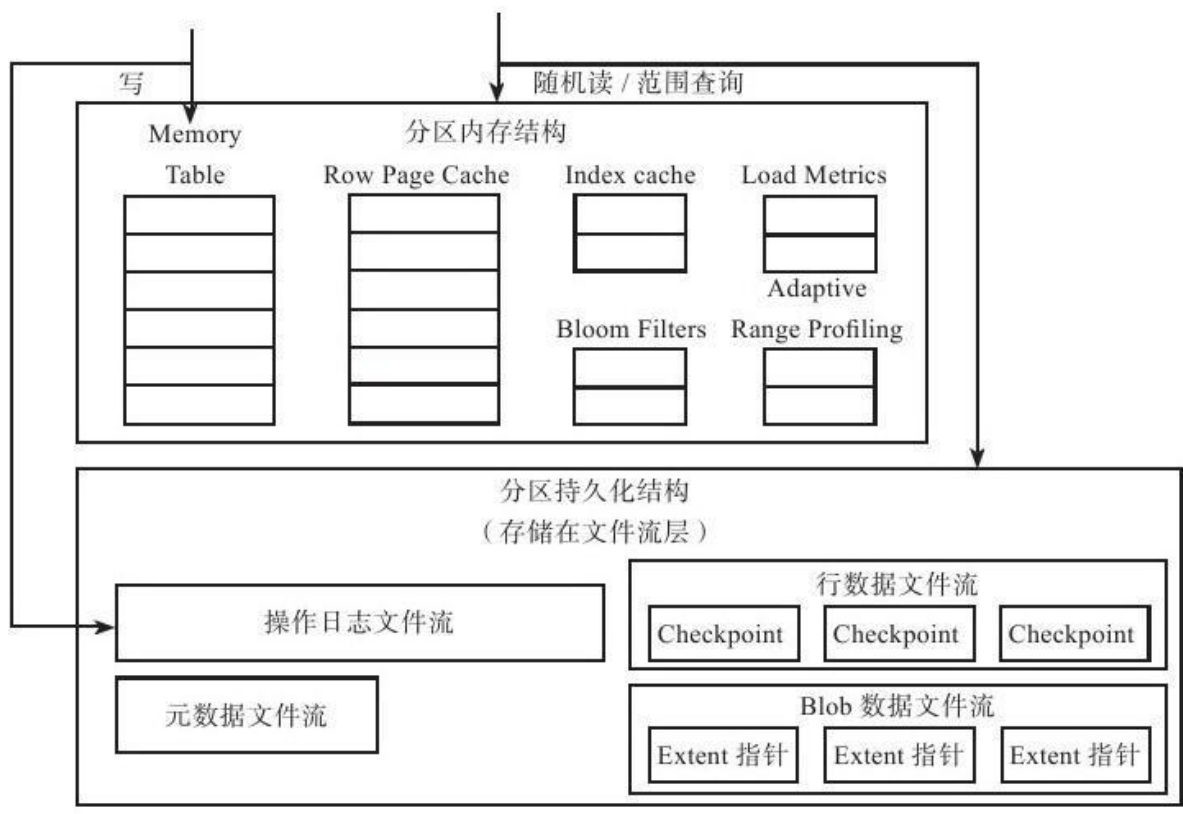 写
随机读 / 范围查询
分区内存结构
Memory
Table
Row Page Cache
Index cache
Load Metrics
Adaptive
Bloom Filters
Range Profiling
分区持久化结构
（存储在文件流层）
操作日志文件流
元数据文件流
行数据文件流
Checkpoint
Checkpoint
Checkpoint
Blob 数据文件流
Extent 指针
Extent 指针
Extent 指针